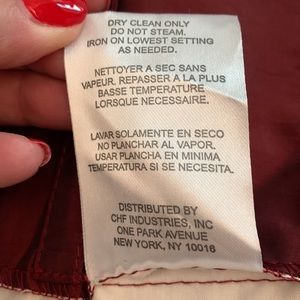 DRY CLEAN ONLY
DO NOT STEAM.
IRON ON LOWEST SETTING
AS NEEDED.
NETTOYER A SEC SANS
VAPEUR. REPASSER A LA PLUS
BASSE TEMPERATURE
LORSQUE NECESSAIRE.
LAVAR SOLAMENTE EN SECO
NO PLANCHAR AL VAPOR.
USAR PLANCHA EN MINIMA
TEMPERATURA SI SE NECESITA.
DISTRIBUTED BY
CHF INDUSTRIES, INC
ONE PARK AVENUE
NEW YORK, NY 10016